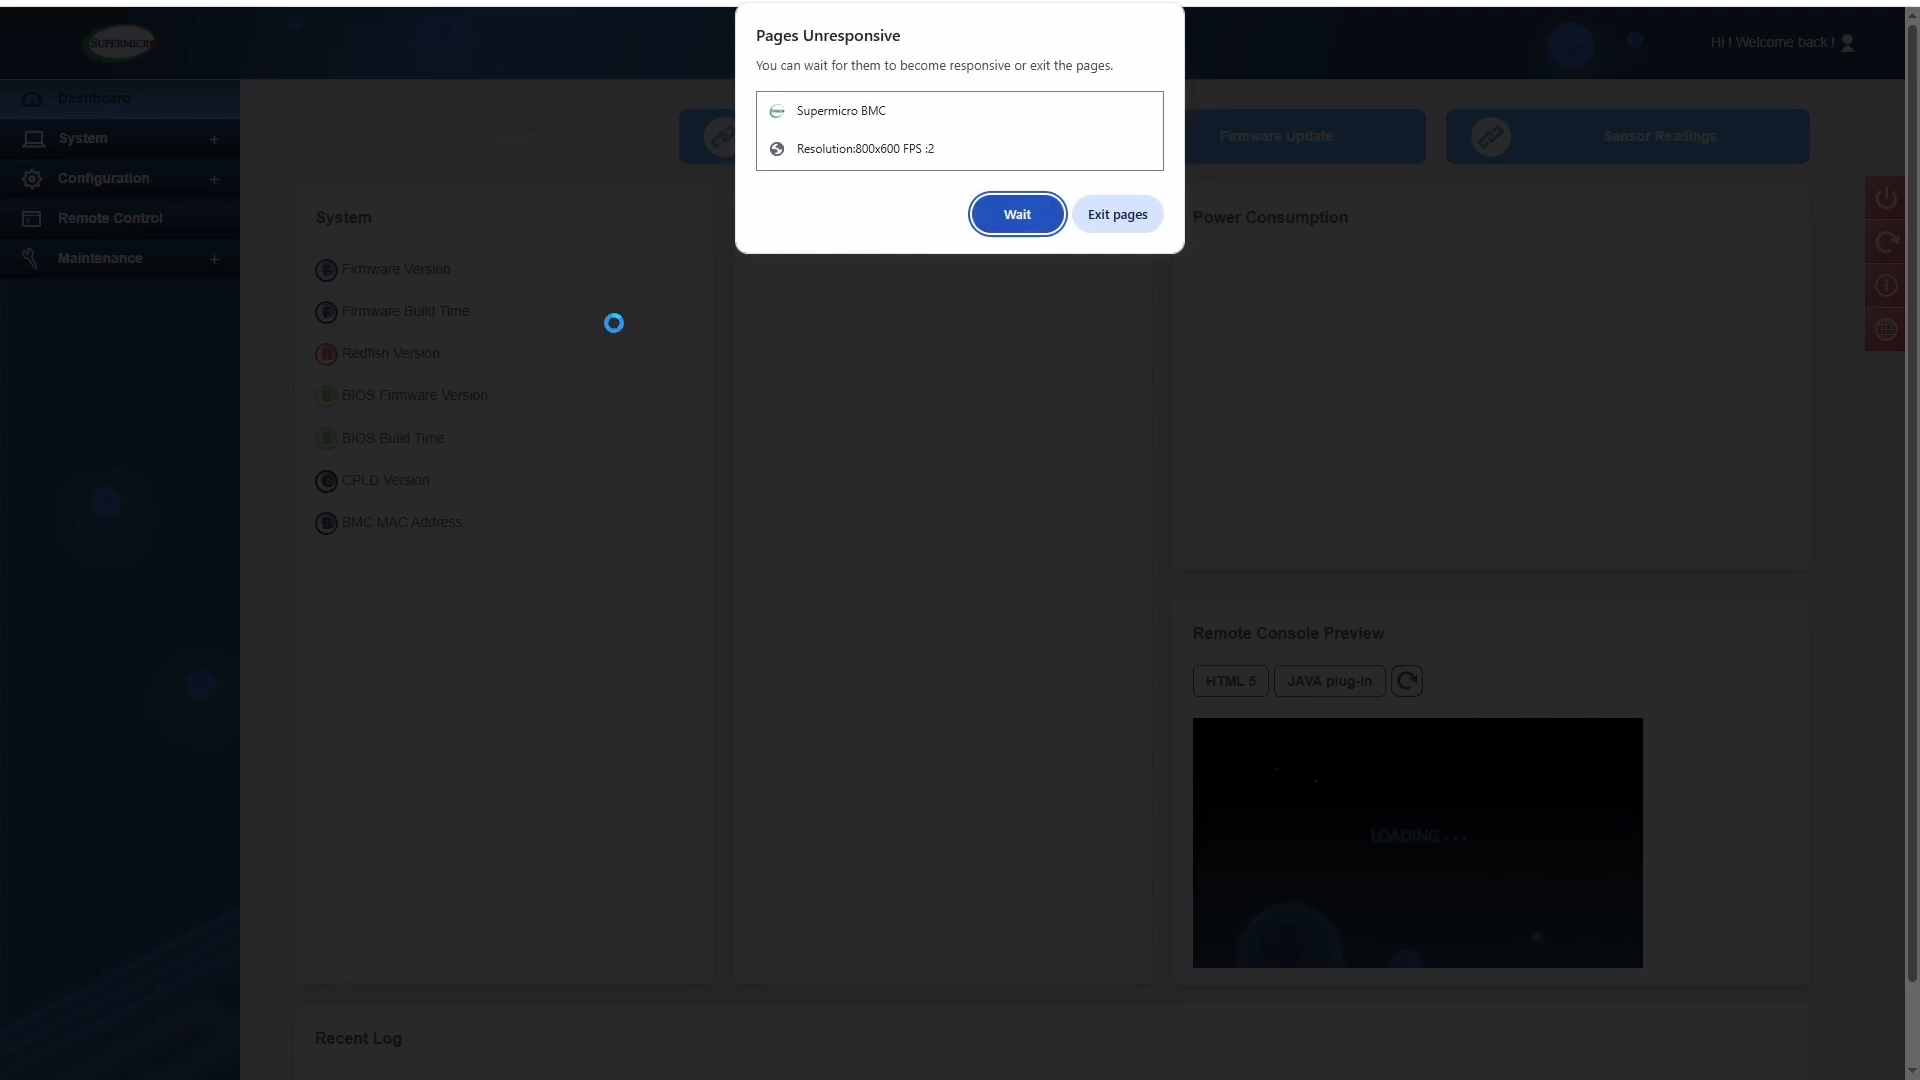 Pages Unresponsive
You can wait for them to become responsive or exit the pages.
Supermicro BMC
Resolution:800x600 FPS :2
Wait
Exit pages
SUPERMICR
Hi ! Welcome back !
Dashboard
System +
Configuration +
Remote Control
Maintenance +
Firmware Update
Sensor Readings
System
Firmware Version
Firmware Build Time
Redfish Version
BIOS Firmware Version
BIOS Build Time
CPLD Version
BMC MAC Address
Power Consumption
Remote Console Preview
HTML 5
JAVA plug-in
LOADING - - -
Recent Log